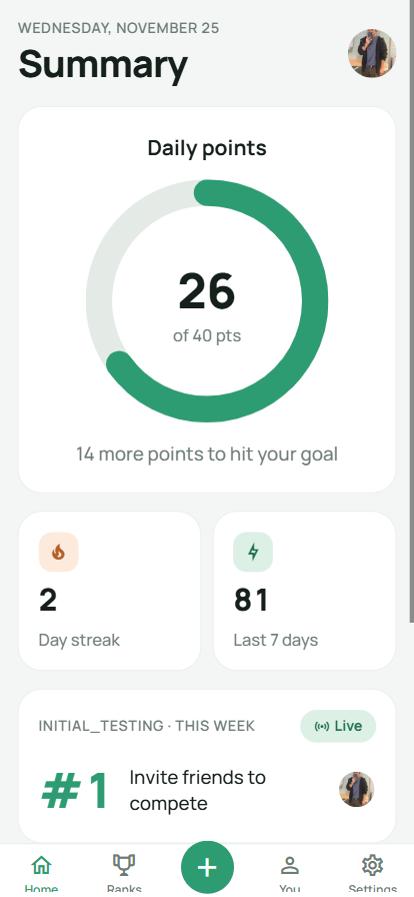 WEDNESDAY, NOVEMBER 25
Summary
Daily points
26
of 40 pts
14 more points to hit your goal
2
Day streak
81
Last 7 days
INITIAL_TESTING · THIS WEEK
Live
#1
Invite friends to
compete
Home
Ranks
You
Settings